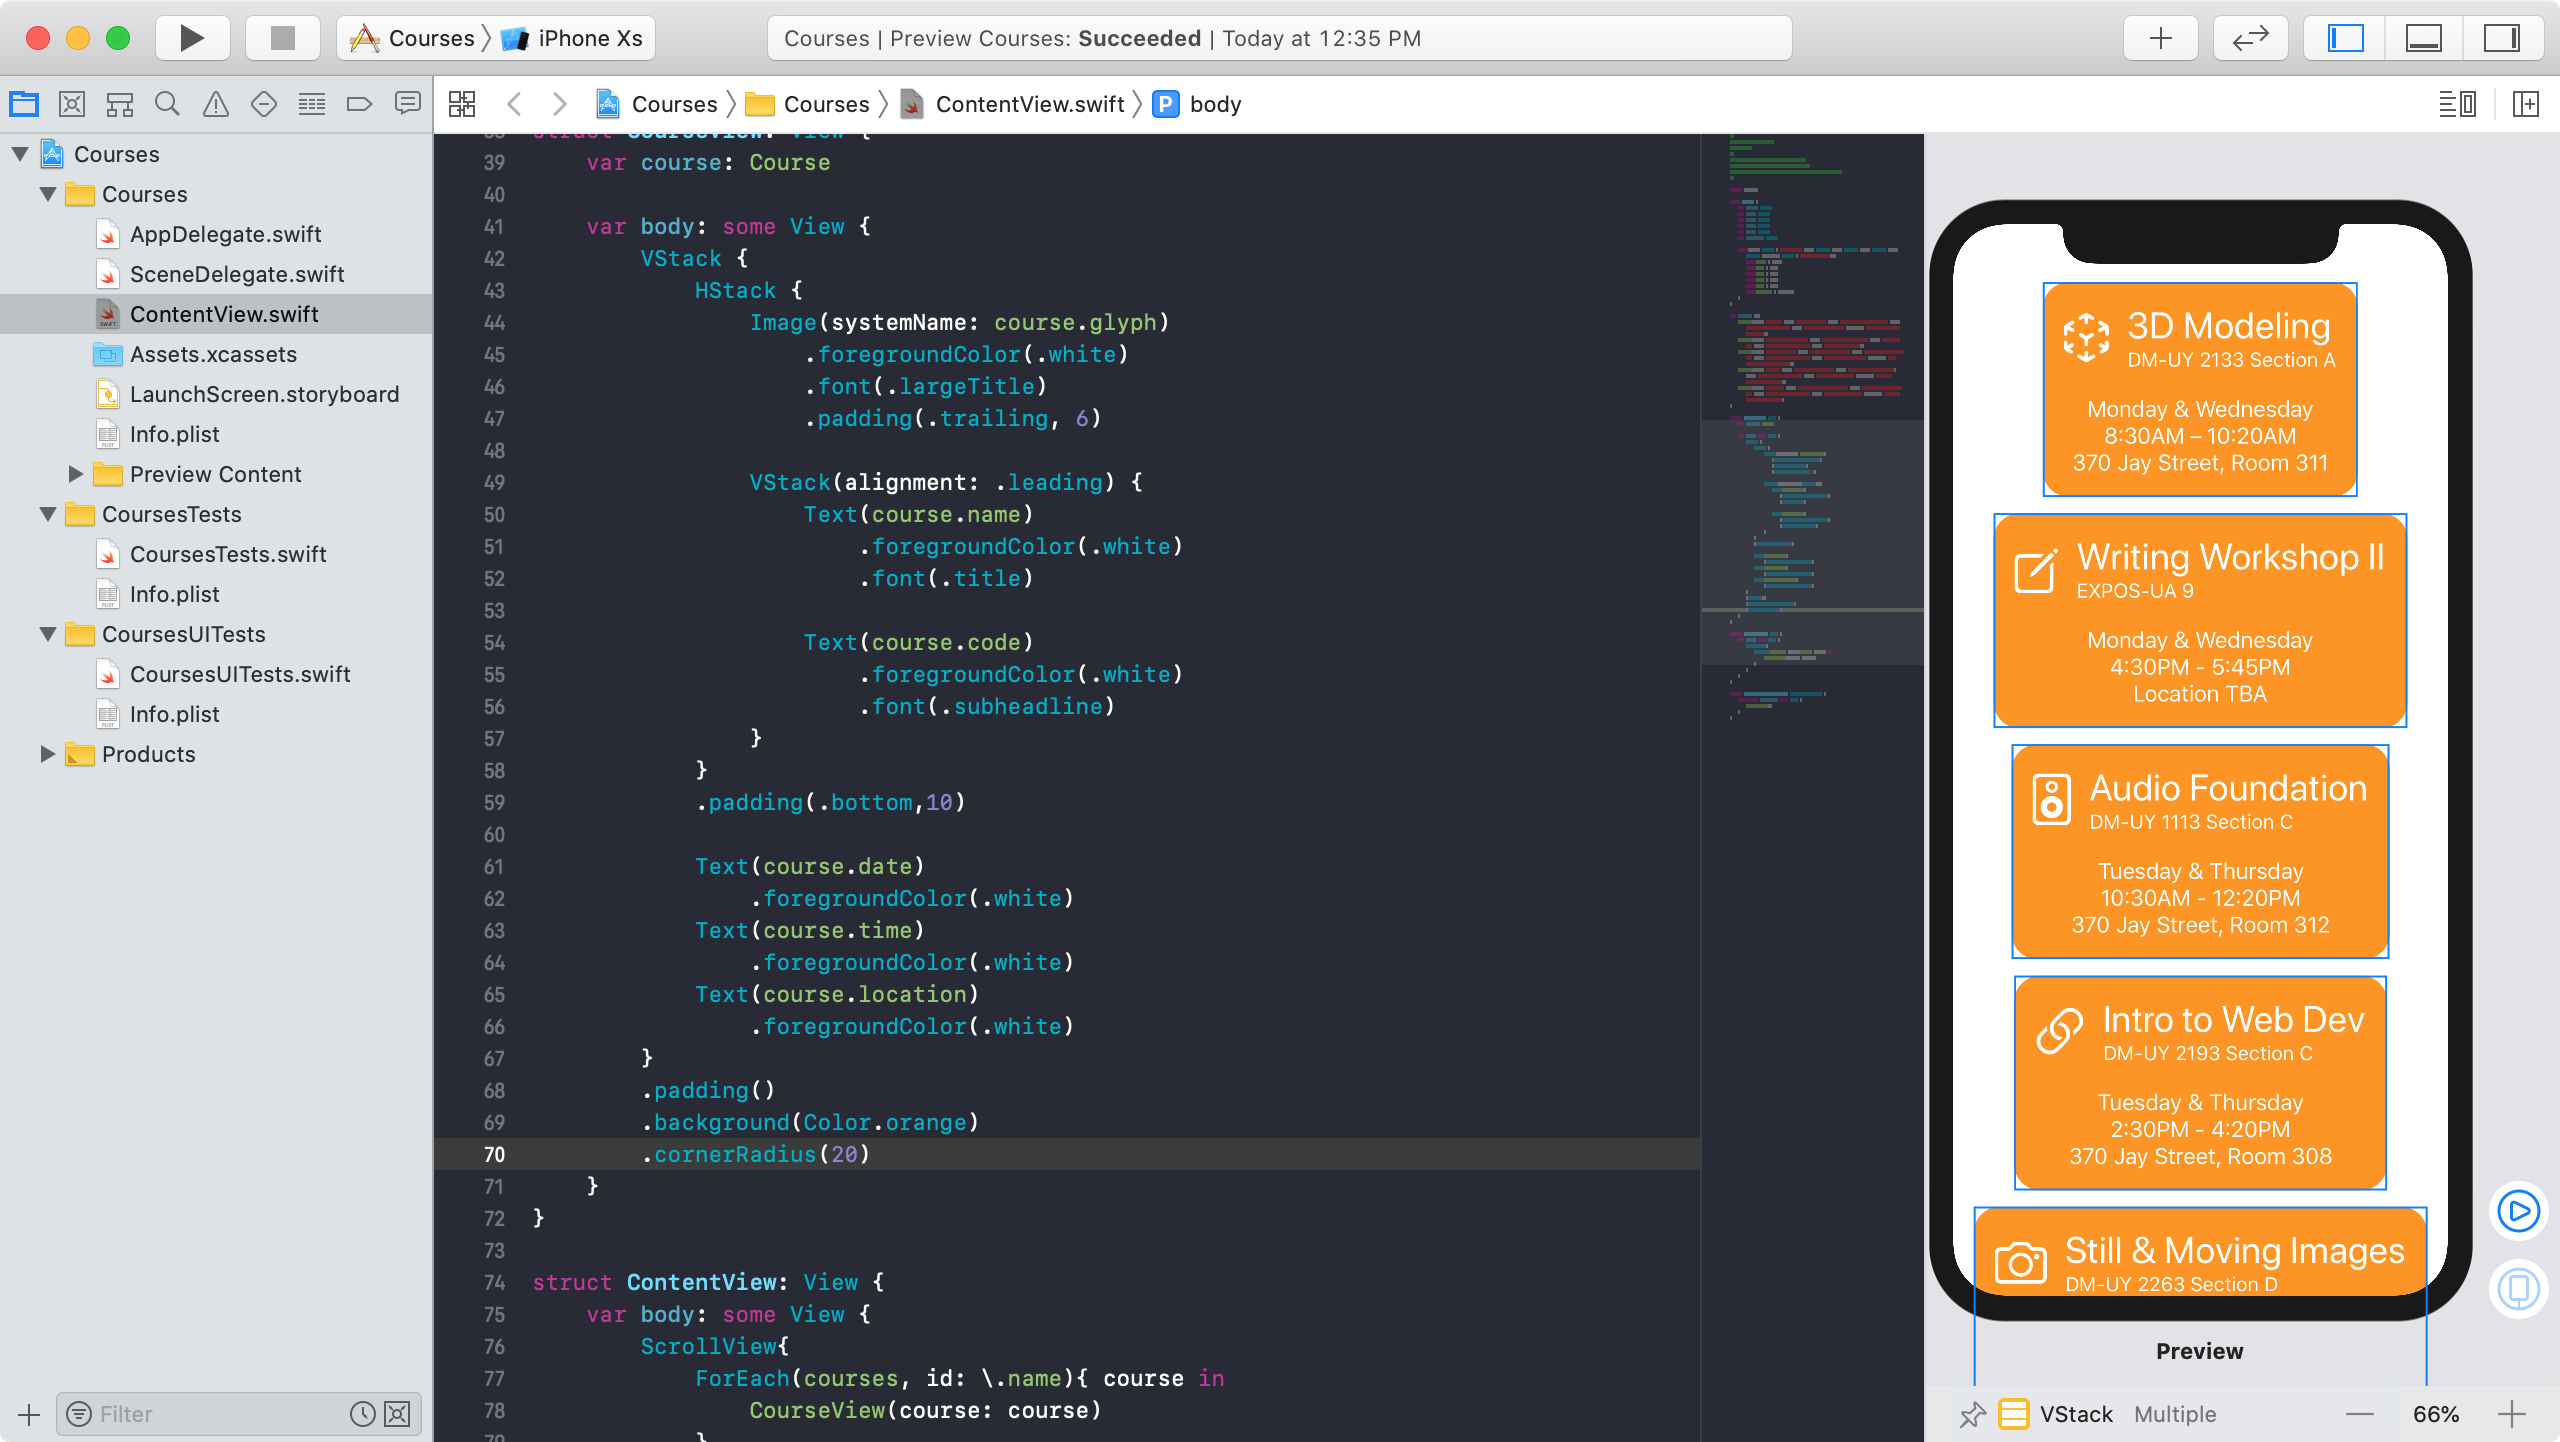 Courses
iPhone Xs
Courses | Preview Courses: Succeeded | Today at 12:35 PM
Courses
Courses
ContentView.swift
P
body
Courses
Courses
AppDelegate.swift
SceneDelegate.swift
ContentView.swift
Assets.xcassets
LaunchScreen.storyboard
Info.plist
Preview Content
CoursesTests
CoursesTests.swift
Info.plist
CoursesUITests
CoursesUITests.swift
Info.plist
Products
Filter
struct CourseView: View {
39 var course: Course
40
41 var body: some View {
42 VStack {
43 HStack {
44 Image(systemName: course.glyph)
45 .foregroundColor(.white)
46 .font(.largeTitle)
47 .padding(.trailing, 6)
48
49 VStack(alignment: .leading) {
50 Text(course.name)
51 .foregroundColor(.white)
52 .font(.title)
53
54 Text(course.code)
55 .foregroundColor(.white)
56 .font(.subheadline)
57 }
58 }
59 .padding(.bottom,10)
60
61 Text(course.date)
62 .foregroundColor(.white)
63 Text(course.time)
64 .foregroundColor(.white)
65 Text(course.location)
66 .foregroundColor(.white)
67 }
68 .padding()
69 .background(Color.orange)
70 .cornerRadius(20)
71 }
72 }
73
74 struct ContentView: View {
75 var body: some View {
76 ScrollView{
77 ForEach(courses, id: \.name){ course in
78 CourseView(course: course)
79 }
3D Modeling
DM-UY 2133 Section A
Monday & Wednesday
8:30AM – 10:20AM
370 Jay Street, Room 311
Writing Workshop II
EXPOS-UA 9
Monday & Wednesday
4:30PM - 5:45PM
Location TBA
Audio Foundation
DM-UY 1113 Section C
Tuesday & Thursday
10:30AM - 12:20PM
370 Jay Street, Room 312
Intro to Web Dev
DM-UY 2193 Section C
Tuesday & Thursday
2:30PM - 4:20PM
370 Jay Street, Room 308
Still & Moving Images
DM-UY 2263 Section D
Preview
VStack Multiple
66%